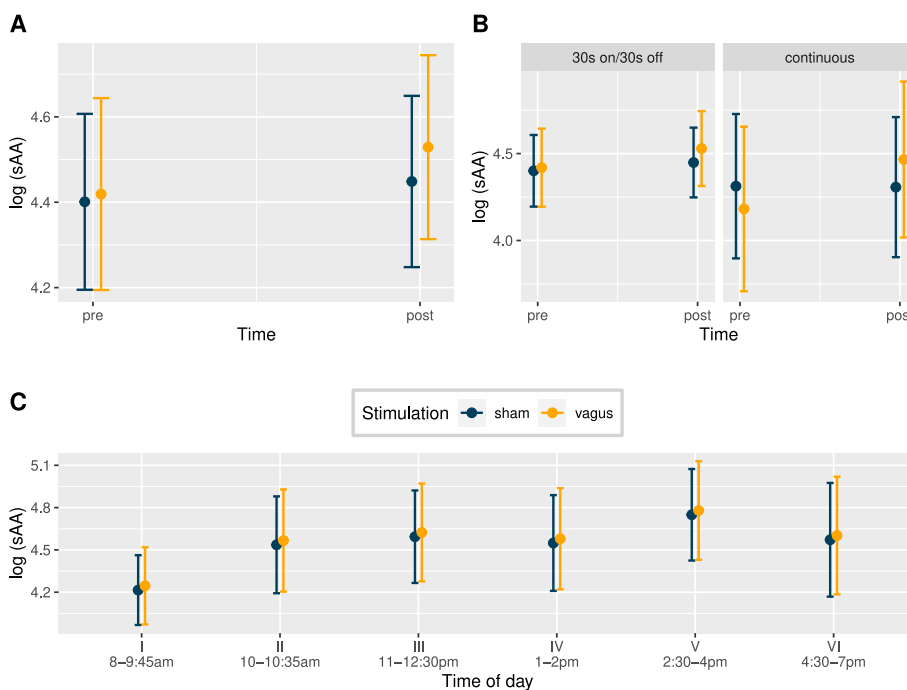 A
log (sAA)
4.6
4.4
4.2
pre
post
Time
B
30s on/30s off
continuous
log (sAA)
4.5
4.0
pre
post
pre
pos
Time
C
Stimulation
sham
vagus
log (sAA)
5.1
4.8
4.5
4.2
I
II
III
IV
V
VI
8–9:45am
10–10:35am
11–12:30pm
1–2pm
2:30–4pm
4:30–7pm
Time of day